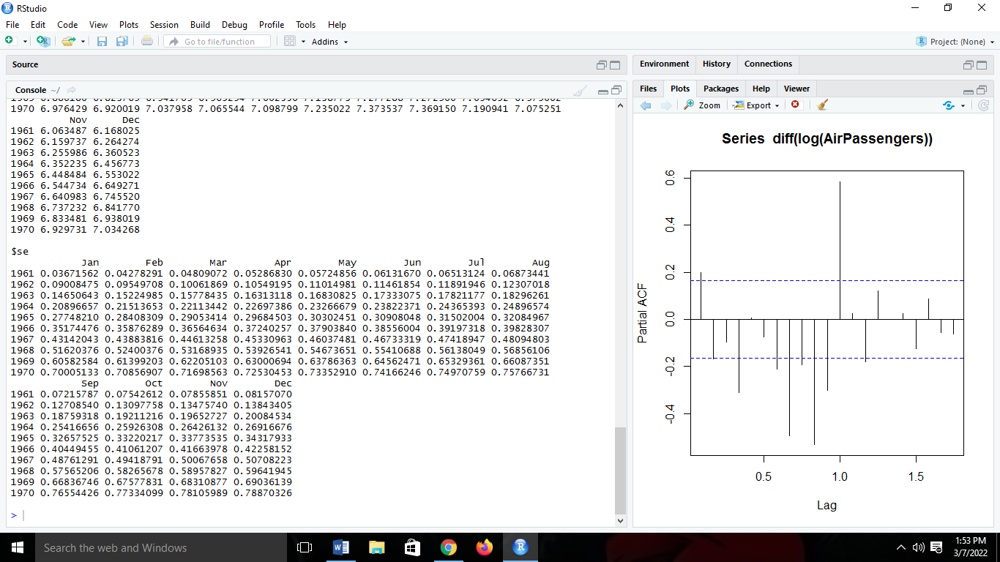 RStudio
File Edit Code View Plots Session Build Debug Profile Tools Help
Go to file/function
Addins
Project: (None)
Source
Console ~/
1970 6.976429 6.920019 7.037958 7.065544 7.098799 7.235022 7.373537 7.369150 7.190941 7.075251
Nov Dec
1961 6.063487 6.168025
1962 6.159737 6.264274
1963 6.255986 6.360523
1964 6.352235 6.456773
1965 6.448484 6.553022
1966 6.544734 6.649271
1967 6.640983 6.745520
1968 6.737232 6.841770
1969 6.833481 6.938019
1970 6.929731 7.034268
$se
Jan Feb Mar Apr May Jun Jul Aug
1961 0.03671562 0.04278291 0.04809072 0.05286830 0.05724856 0.06131670 0.06513124 0.06873441
1962 0.09008475 0.09549708 0.10061869 0.10549195 0.11014981 0.11461854 0.11891946 0.12307018
1963 0.14650643 0.15224985 0.15778435 0.16313118 0.16830825 0.17333075 0.17821177 0.18296261
1964 0.20896657 0.21513653 0.22113442 0.22697386 0.23266679 0.23822371 0.24365393 0.24896574
1965 0.27748210 0.28408309 0.29053414 0.29684503 0.30302451 0.30908048 0.31502004 0.32084967
1966 0.35174476 0.35876289 0.36564634 0.37240257 0.37903840 0.38556004 0.39197318 0.39828307
1967 0.43142043 0.43883816 0.44613258 0.45330963 0.46037481 0.46733319 0.47418947 0.48094803
1968 0.51620376 0.52400376 0.53168935 0.53926541 0.54673651 0.55410688 0.56138049 0.56856106
1969 0.60582584 0.61399203 0.62205103 0.63000694 0.63786363 0.64562471 0.65329361 0.66087351
1970 0.70005133 0.70856907 0.71698563 0.72530453 0.73352910 0.74166246 0.74970759 0.75766731
Sep Oct Nov Dec
1961 0.07215787 0.07542612 0.07855851 0.08157070
1962 0.12708540 0.13097758 0.13475740 0.13843405
1963 0.18759318 0.19211216 0.19652727 0.20084534
1964 0.25416656 0.25926308 0.26426132 0.26916676
1965 0.32657525 0.33220217 0.33773535 0.34317933
1966 0.40449455 0.41061207 0.41663978 0.42258152
1967 0.48761291 0.49418791 0.50067658 0.50708223
1968 0.57565206 0.58265678 0.58957827 0.59641945
1969 0.66836746 0.67577831 0.68310877 0.69036139
1970 0.76554426 0.77334099 0.78105989 0.78870326
>
Environment History Connections
Files Plots Packages Help Viewer
Zoom Export
Series diff(log(AirPassengers))
Partial ACF
0.6
0.4
0.2
0.0
-0.2
-0.4
0.5 1.0 1.5
Lag
Search the web and Windows
1:53 PM
3/7/2022